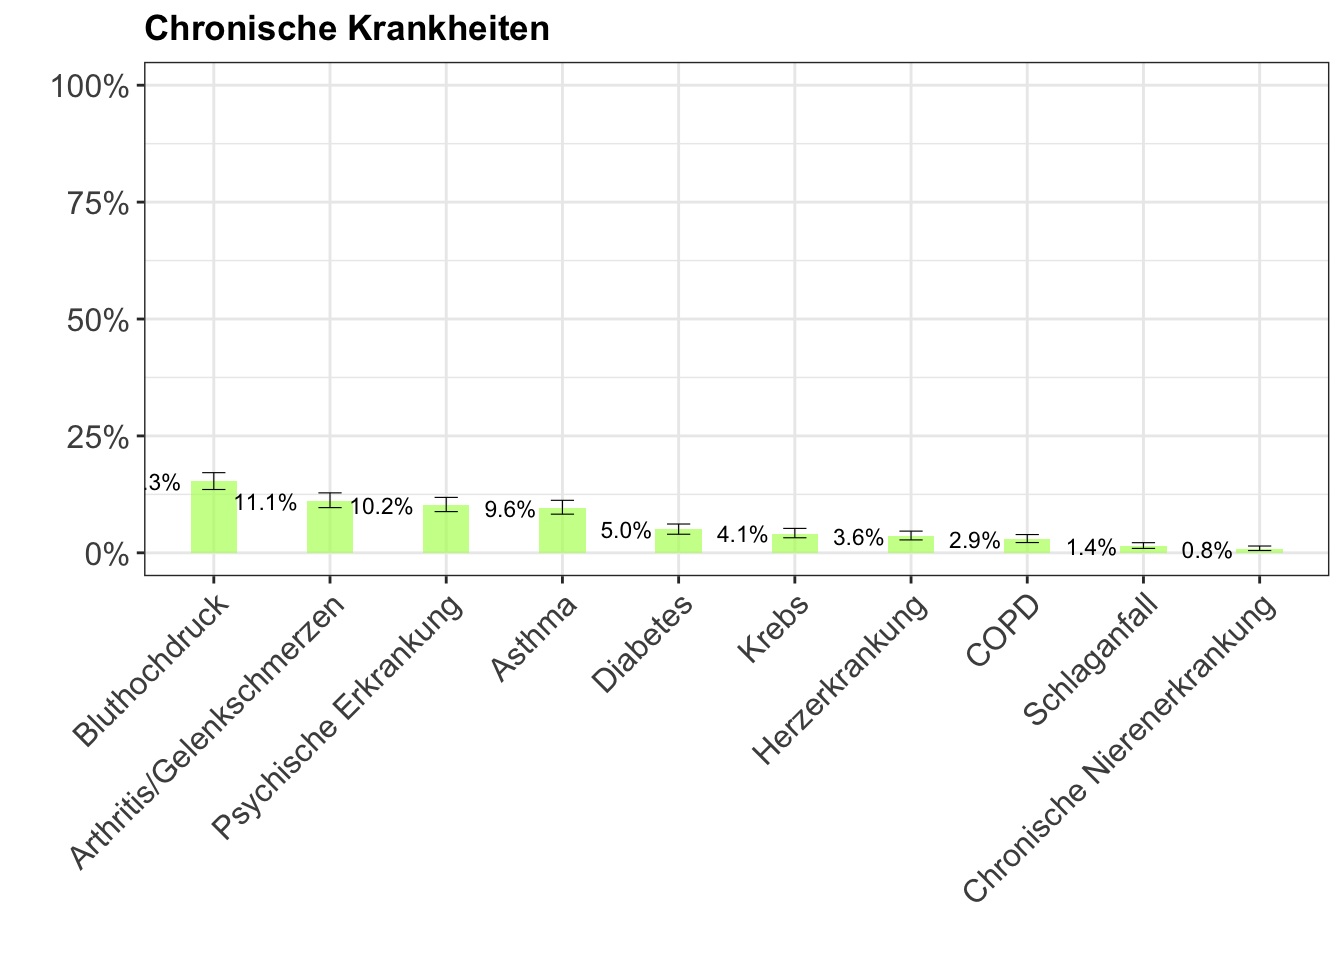 Chronische Krankheiten
100%
75%
50%
25%
0%
.3%
11.1%
10.2%
9.6%
5.0%
4.1%
3.6%
2.9%
1.4%
0.8%
Bluthochdruck
Arthritis/Gelenkschmerzen
Psychische Erkrankung
Asthma
Diabetes
Krebs
Herzerkrankung
COPD
Schlaganfall
Chronische Nierenerkrankung